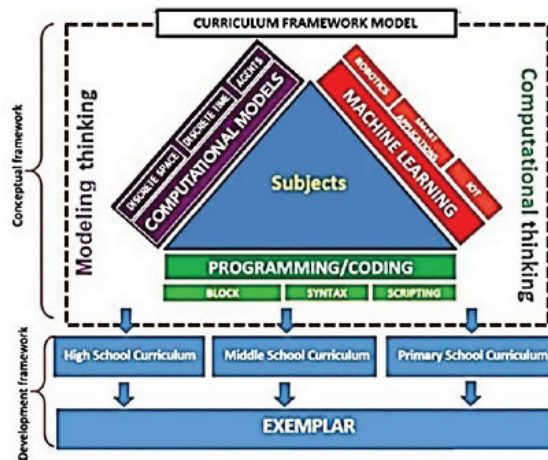 CURRICULUM FRAMEWORK MODEL
Conceptual framework
Modeling thinking
DISCRETE SPACE
DISCRETE TIME
AGENTS
COMPUTATIONAL MODELS
ROBOTICS
SMART
APPLICATIONS
IOT
MACHINE LEARNING
Computational thinking
Subjects
PROGRAMMING/CODING
BLOCK
SYNTAX
SCRIPTING
Development framework
High School Curriculum
Middle School Curriculum
Primary School Curriculum
EXEMPLAR